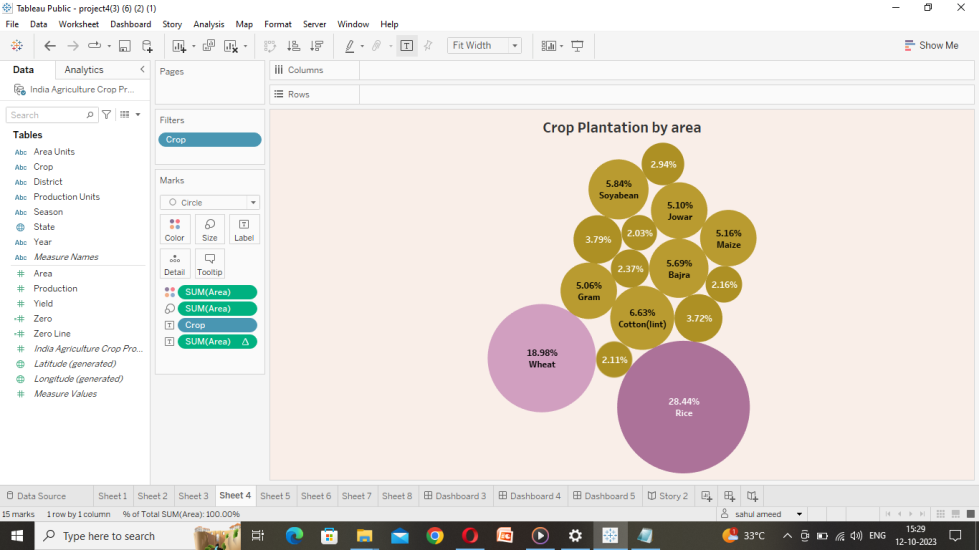 Tableau Public - project4(3) (6) (2) (1)
File Data Worksheet Dashboard Story Analysis Map Format Server Window Help
Fit Width
Show Me
Data Analytics
Pages
Columns
Rows
India Agriculture Crop Pr...
Search
Tables
Abc Area Units
Abc Crop
Abc District
Abc Production Units
Abc Season
State
Abc Year
Abc Measure Names
Area
Production
Yield
Zero
Zero Line
India Agriculture Crop Pro...
Latitude (generated)
Longitude (generated)
Measure Values
Filters
Crop
Marks
Circle
Color Size Label
Detail Tooltip
SUM(Area)
SUM(Area)
Crop
SUM(Area)
Crop Plantation by area
2.94%
5.84%
Soyabean
5.10%
Jowar
2.03%
3.79%
5.16%
Maize
2.37%
5.69%
Bajra
2.16%
5.06%
Gram
6.63%
Cotton(lint)
3.72%
18.98%
Wheat
2.11%
28.44%
Rice
Data Source Sheet 1 Sheet 2 Sheet 3 Sheet 4 Sheet 5 Sheet 6 Sheet 7 Sheet 8 Dashboard 3 Dashboard 4 Dashboard 5 Story 2
15 marks 1 row by 1 column % of Total SUM(Area): 100.00%
sahul ameed
Type here to search
33°C
ENG
15:29
12-10-2023